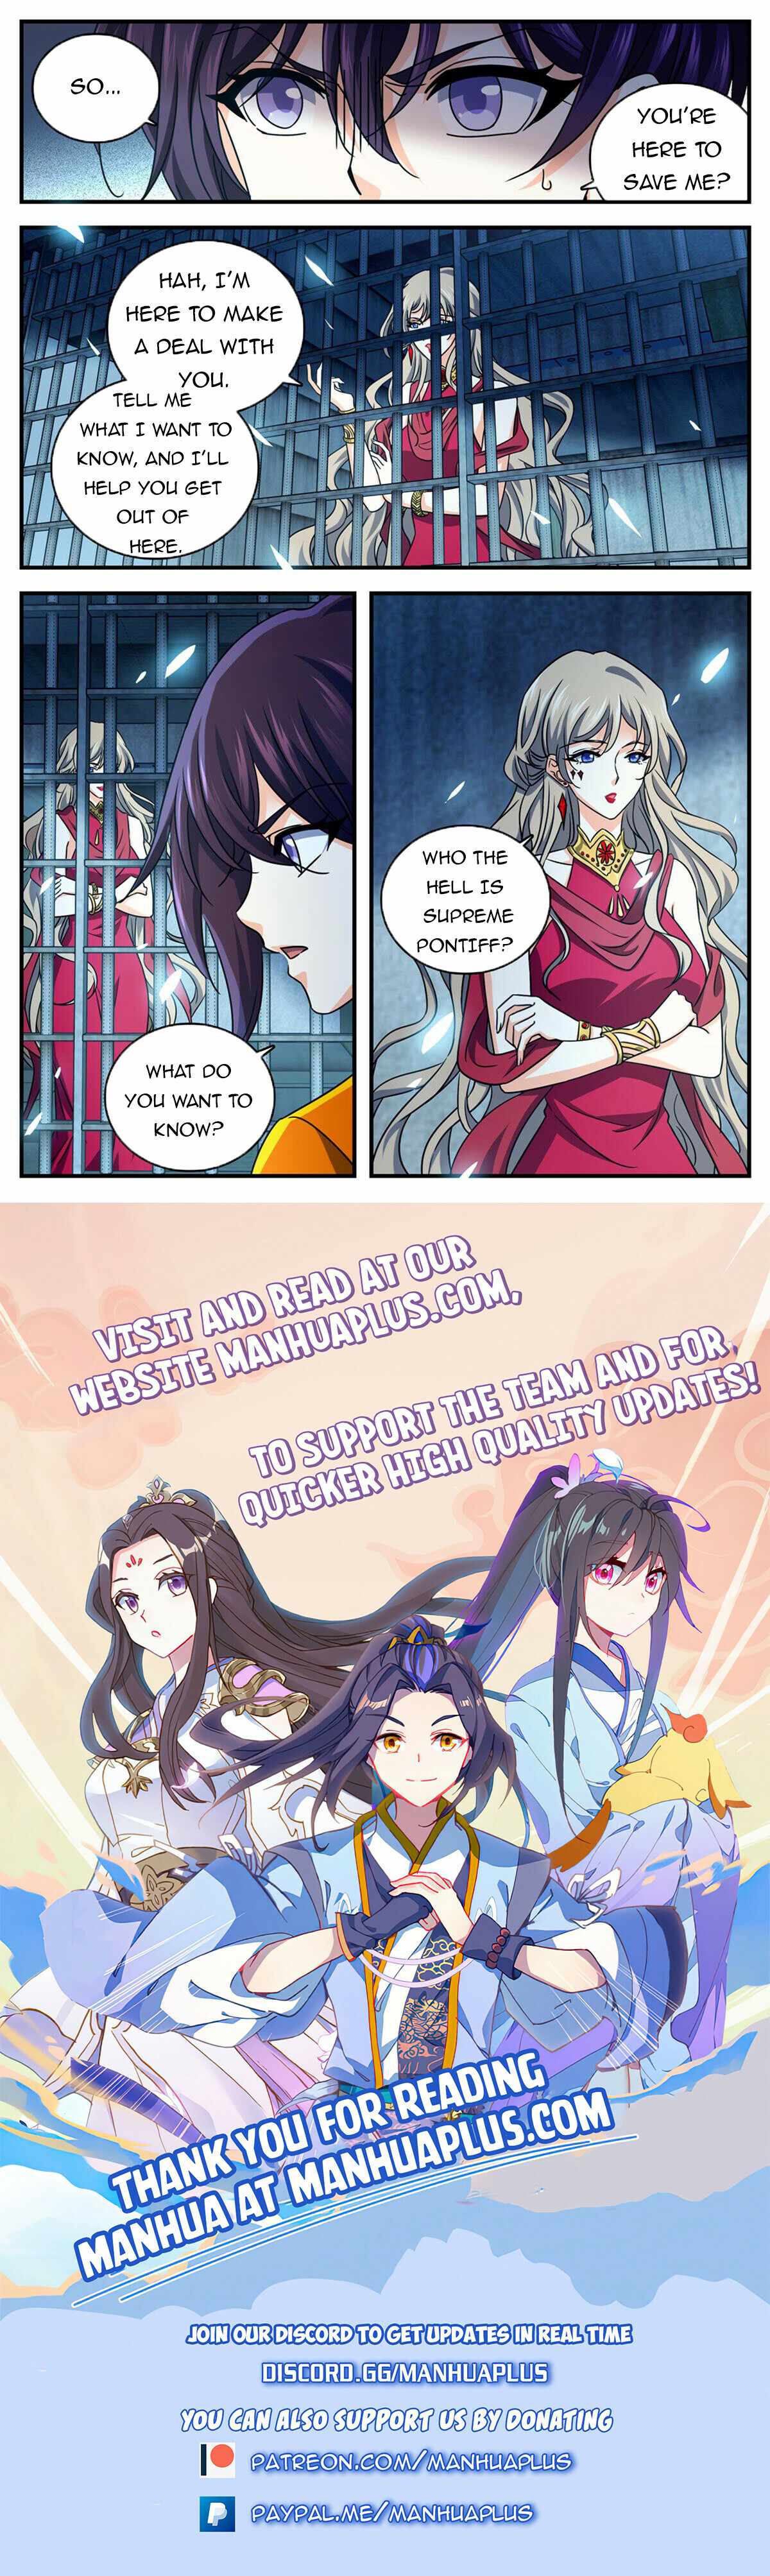 SO...
YOU'RE
HERE TO
SAVE ME?
HAH, I'M
HERE TO MAKE
A DEAL WITH
YOU.
TELL ME
WHAT I WANT TO
KNOW, AND I'LL
HELP YOU GET
OUT OF
HERE.
WHAT DO
YOU WANT TO
KNOW?
WHO THE
HELL IS
SUPREME
PONTIFF?
VISIT AND READ AT OUR
WEBSITE MANHUAPLUS.COM,
TO SUPPORT THE TEAM AND FOR
QUICKER HIGH QUALITY UPDATES!
THANK YOU FOR READING
MANHUA AT MANHUAPLUS.COM
JOIN OUR DISCORD TO GET UPDATES IN REAL TIME
DISCORD.GG/MANHUAPLUS
YOU CAN ALSO SUPPORT US BY DONATING
PATREON.COM/MANHUAPLUS
PAYPAL.ME/MANHUAPLUS